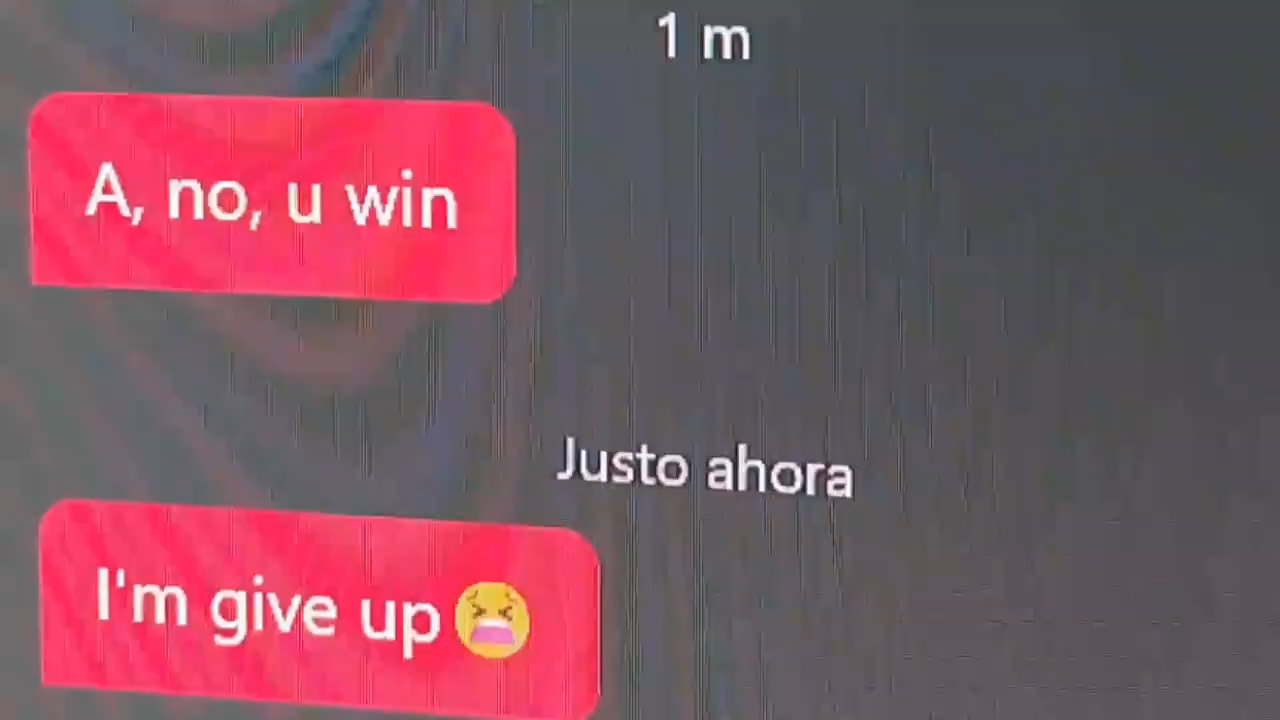 1 m
A, no, u win
Justo ahora
I'm give up 😫